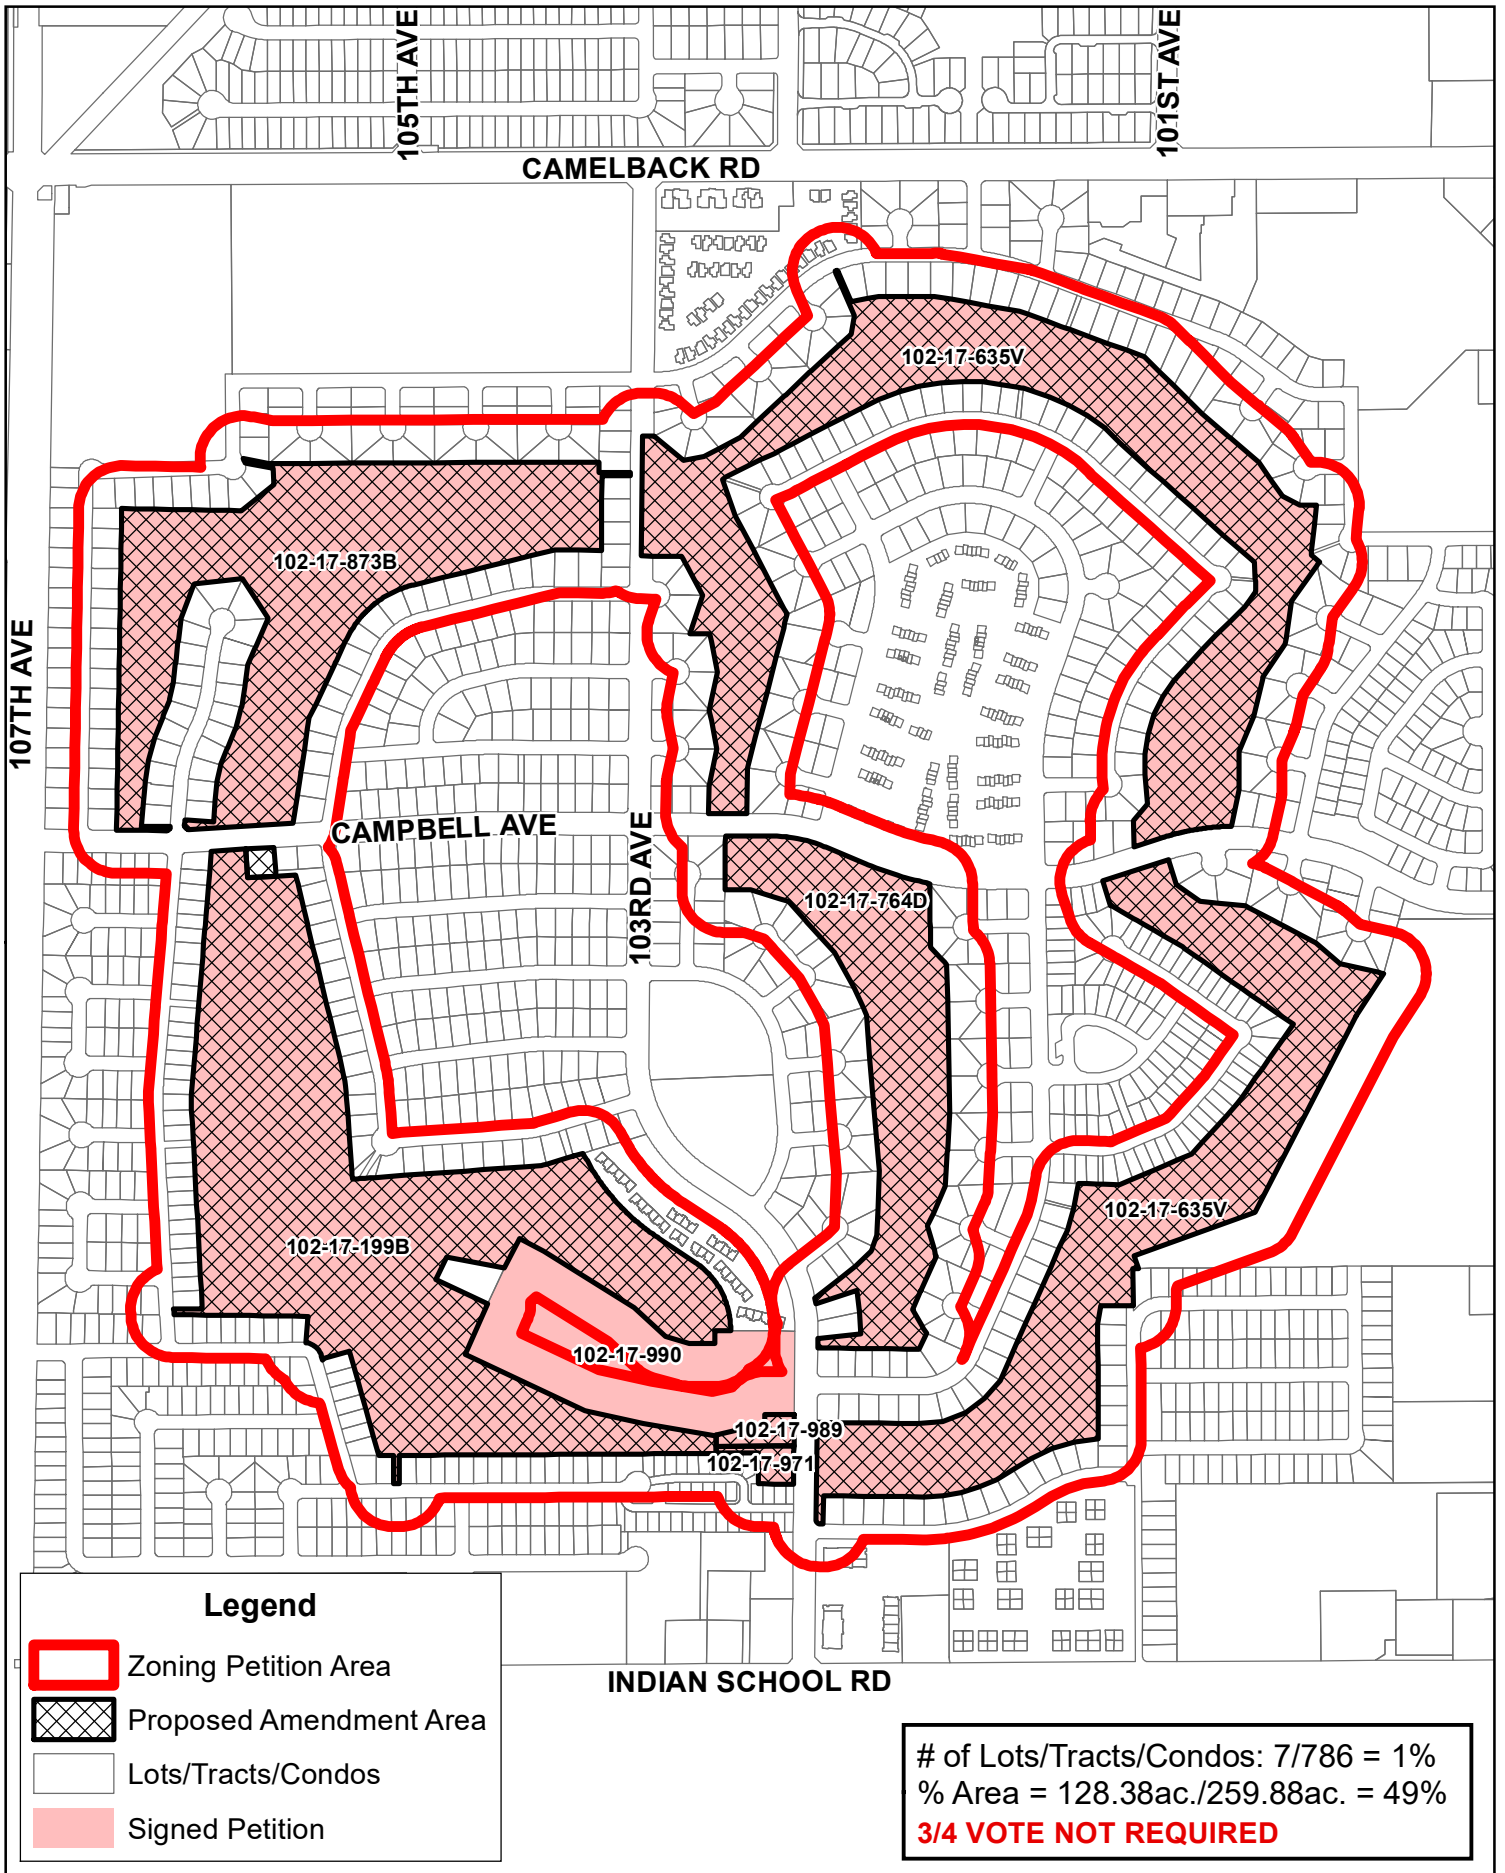 105TH AVE
101ST AVE
CAMELBACK RD
102-17-635V
102-17-873B
107TH AVE
CAMPBELL AVE
103RD AVE
102-17-764D
102-17-635V
102-17-199B
102-17-990
102-17-989
102-17-971
INDIAN SCHOOL RD
Legend
Zoning Petition Area
Proposed Amendment Area
Lots/Tracts/Condos
Signed Petition
# of Lots/Tracts/Condos: 7/786 = 1%
% Area = 128.38ac./259.88ac. = 49%
3/4 VOTE NOT REQUIRED